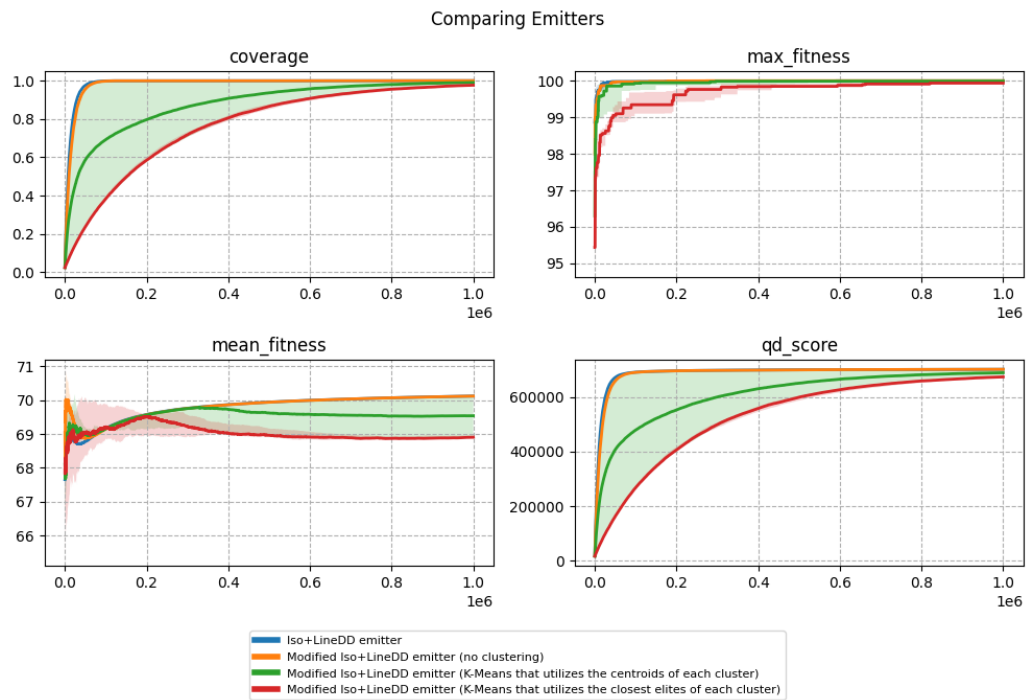 Comparing Emitters
coverage
1.0
0.8
0.6
0.4
0.2
0.0
0.0 0.2 0.4 0.6 0.8 1.0
1e6
max_fitness
100
99
98
97
96
95
0.0 0.2 0.4 0.6 0.8 1.0
1e6
mean_fitness
71
70
69
68
67
66
0.0 0.2 0.4 0.6 0.8 1.0
1e6
qd_score
600000
400000
200000
0
0.0 0.2 0.4 0.6 0.8 1.0
1e6
Iso+LineDD emitter
Modified Iso+LineDD emitter (no clustering)
Modified Iso+LineDD emitter (K-Means that utilizes the centroids of each cluster)
Modified Iso+LineDD emitter (K-Means that utilizes the closest elites of each cluster)